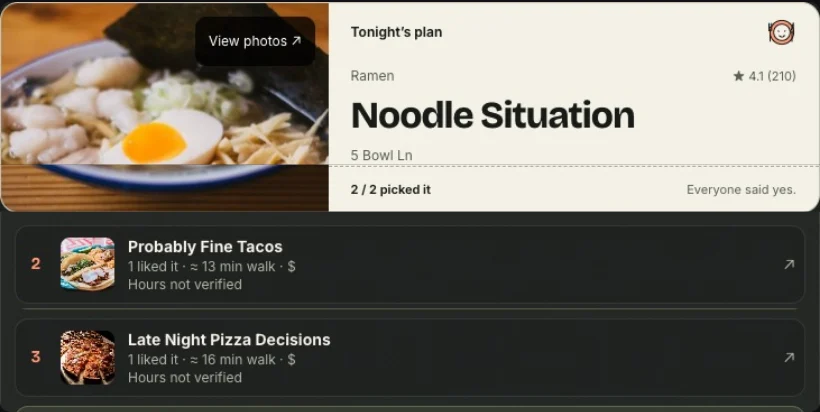 View photos ↗
Tonight’s plan
Ramen
★ 4.1 (210)
Noodle Situation
5 Bowl Ln
2 / 2 picked it
Everyone said yes.
2
Probably Fine Tacos
1 liked it · ≈ 13 min walk · $
Hours not verified
↗
3
Late Night Pizza Decisions
1 liked it · ≈ 16 min walk · $
Hours not verified
↗